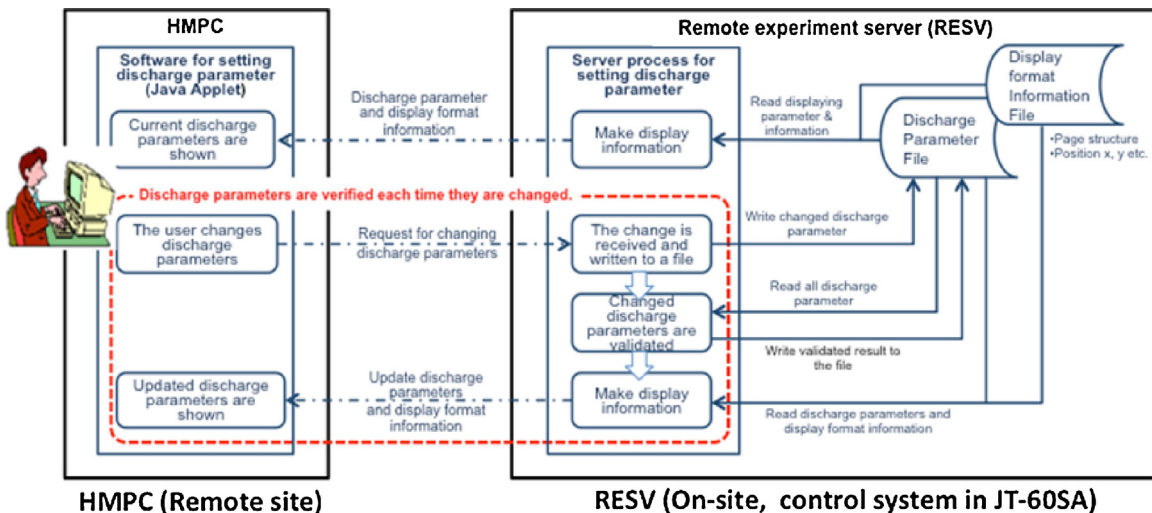 HMPC
Software for setting
discharge parameter
(Java Applet)
Current discharge
parameters are
shown
Discharge parameters are verified each time they are changed.
The user changes
discharge
parameters
Updated discharge
parameters are
shown
Discharge parameter
and display format
information
Request for changing
discharge parameters
Update discharge
parameters
and display format
information
Remote experiment server (RESV)
Server process for
setting discharge
parameter
Make display
information
The change is
received and
written to a file
Changed
discharge
parameters are
validated
Make display
information
Read displaying
parameter &
information
Write changed discharge
parameter
Read all discharge
parameter
Write validated result to
the file
Read discharge parameters and
display format information
Discharge
Parameter
File
Display
format
Information
File
•Page structure
•Position x, y etc.
HMPC (Remote site)
RESV (On-site, control system in JT-60SA)